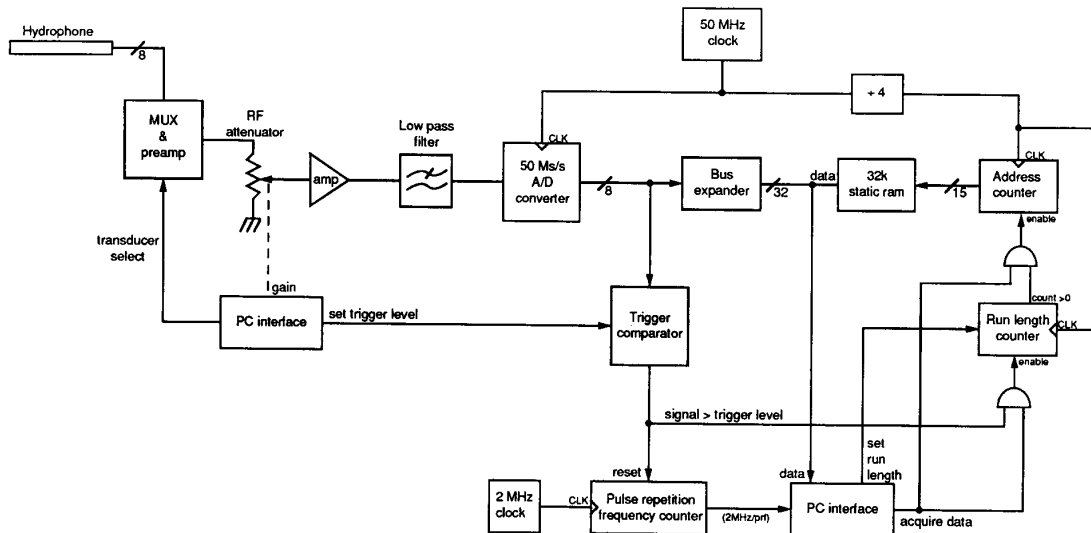 Hydrophone
8
MUX
&
preamp
RF
attenuator
amp
Low pass
filter
50 MHz
clock
÷ 4
CLK
50 Ms/s
A/D
converter
8
Bus
expander
32
data
32k
static ram
15
CLK
Address
counter
enable
transducer
select
gain
PC interface
set trigger level
Trigger
comparator
count >0
Run length
counter
CLK
enable
signal > trigger level
set
run
length
reset
data
2 MHz
clock
CLK
Pulse repetition
frequency counter
(2MHz/prf)
PC interface
acquire data